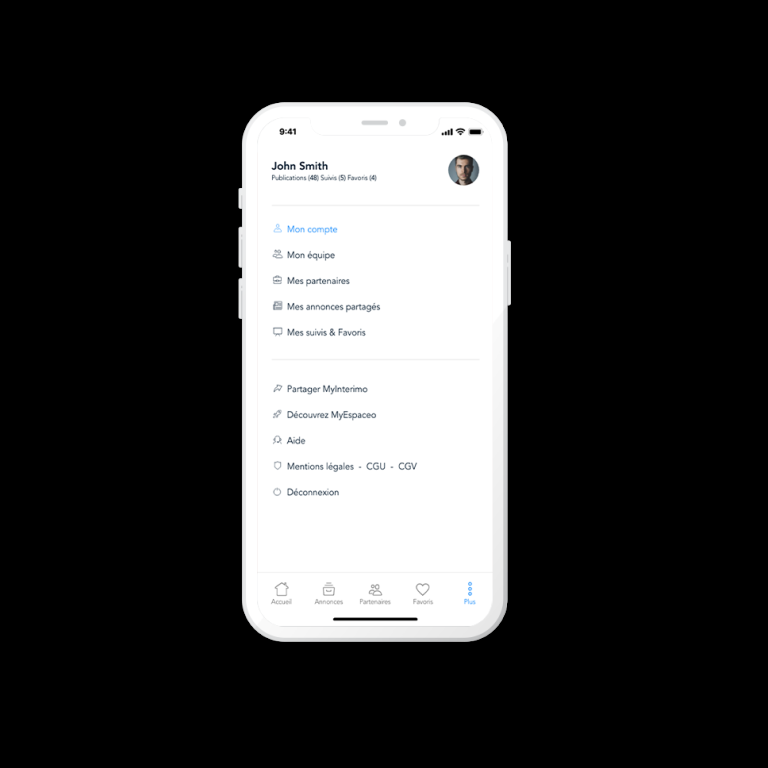 9:41
John Smith
Publications (48) Suivis (5) Favoris (4)
Mon compte
Mon équipe
Mes partenaires
Mes annonces partagés
Mes suivis & Favoris
Partager MyInterimo
Découvrez MyEspaceo
Aide
Mentions légales - CGU - CGV
Déconnexion
Accueil Annonces Partenaires Favoris Plus